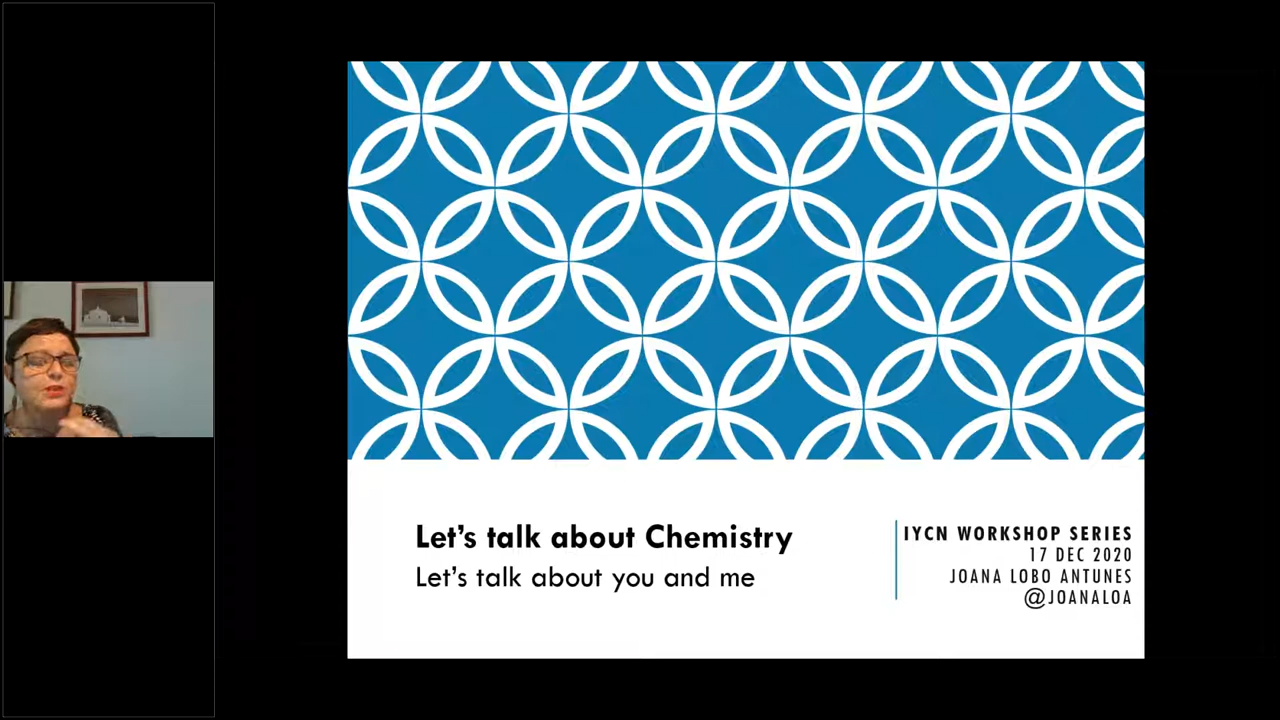 Let's talk about Chemistry
Let's talk about you and me
IYCN WORKSHOP SERIES
17 DEC 2020
JOANA LOBO ANTUNES
@JOANALOA